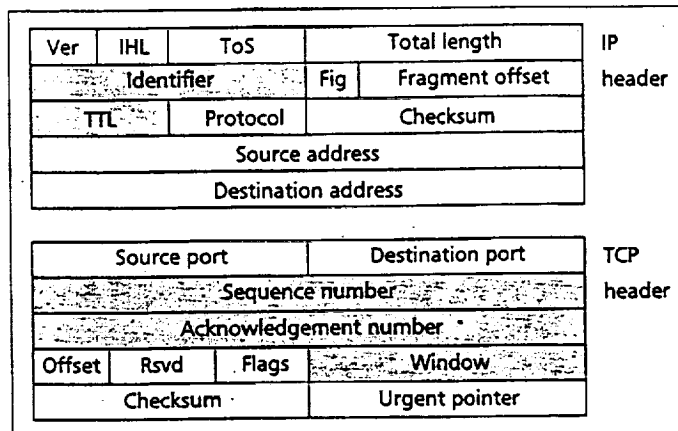 Ver IHL ToS Total length IP
Identifier Fig Fragment offset header
TTL Protocol Checksum
Source address
Destination address
Source port Destination port TCP
Sequence number header
Acknowledgement number
Offset Rsvd Flags Window
Checksum Urgent pointer